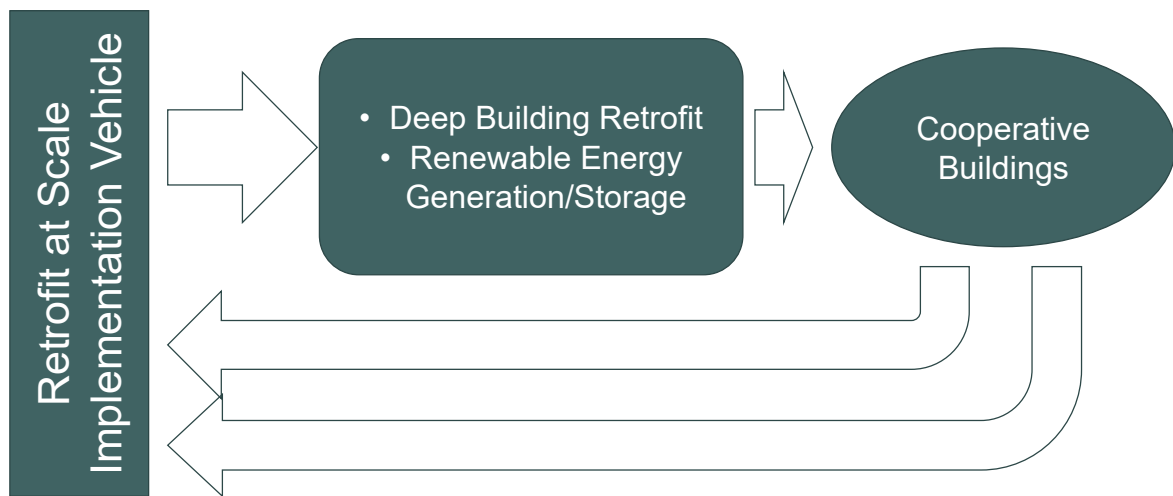 Retrofit at Scale
Implementation Vehicle
• Deep Building Retrofit
• Renewable Energy
Generation/Storage
Cooperative
Buildings